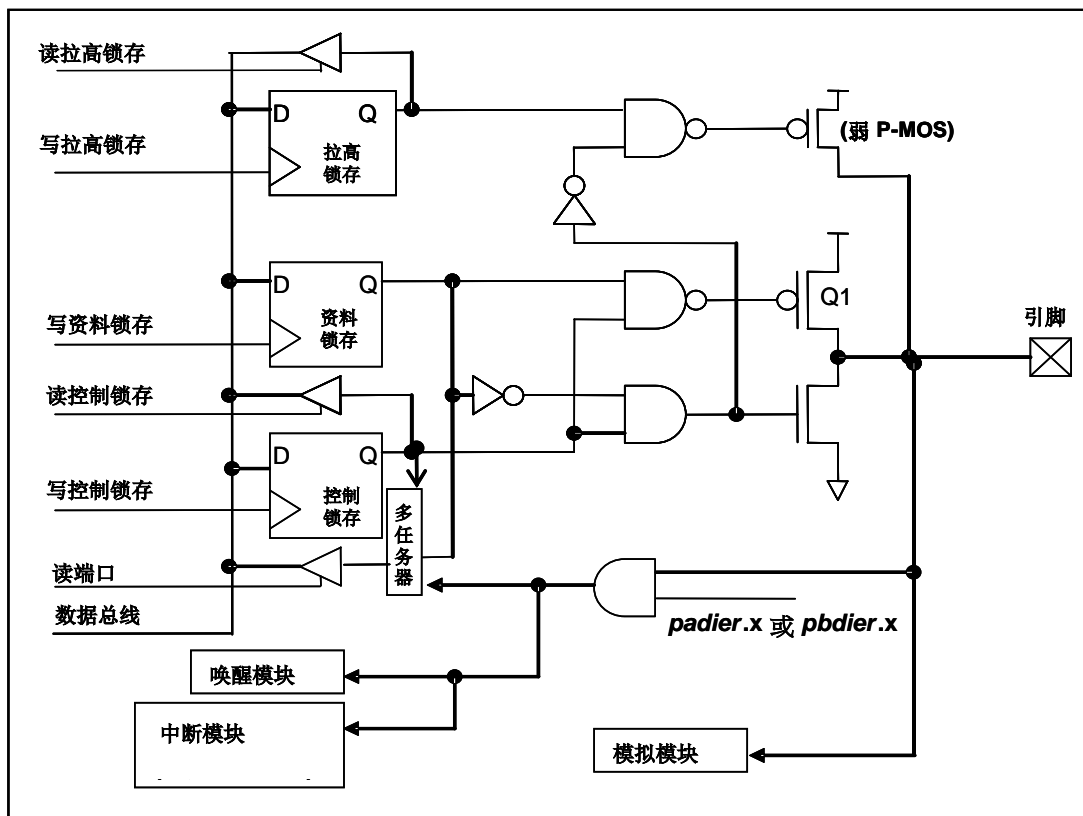 读拉高锁存
D
Q
(弱 P-MOS)
写拉高锁存
拉高
锁存
D
Q
Q1
写资料锁存
资料
锁存
引脚
读控制锁存
D
Q
写控制锁存
控制
锁存
多任务器
读端口
数据总线
padier.x 或 pbdier.x
唤醒模块
中断模块
模拟模块